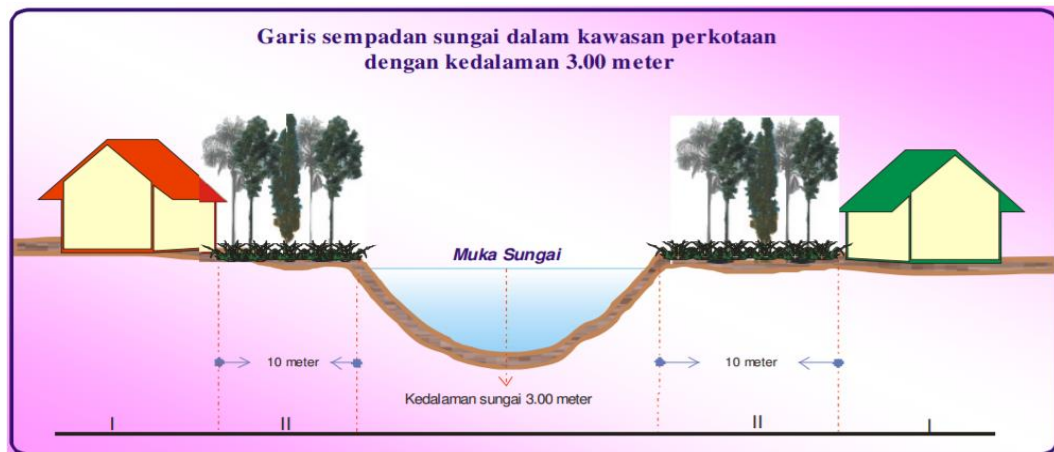 Garis sempadan sungai dalam kawasan perkotaan
dengan kedalaman 3.00 meter
Muka Sungai
10 meter
10 meter
Kedalaman sungai 3.00 meter
I
II
II
I